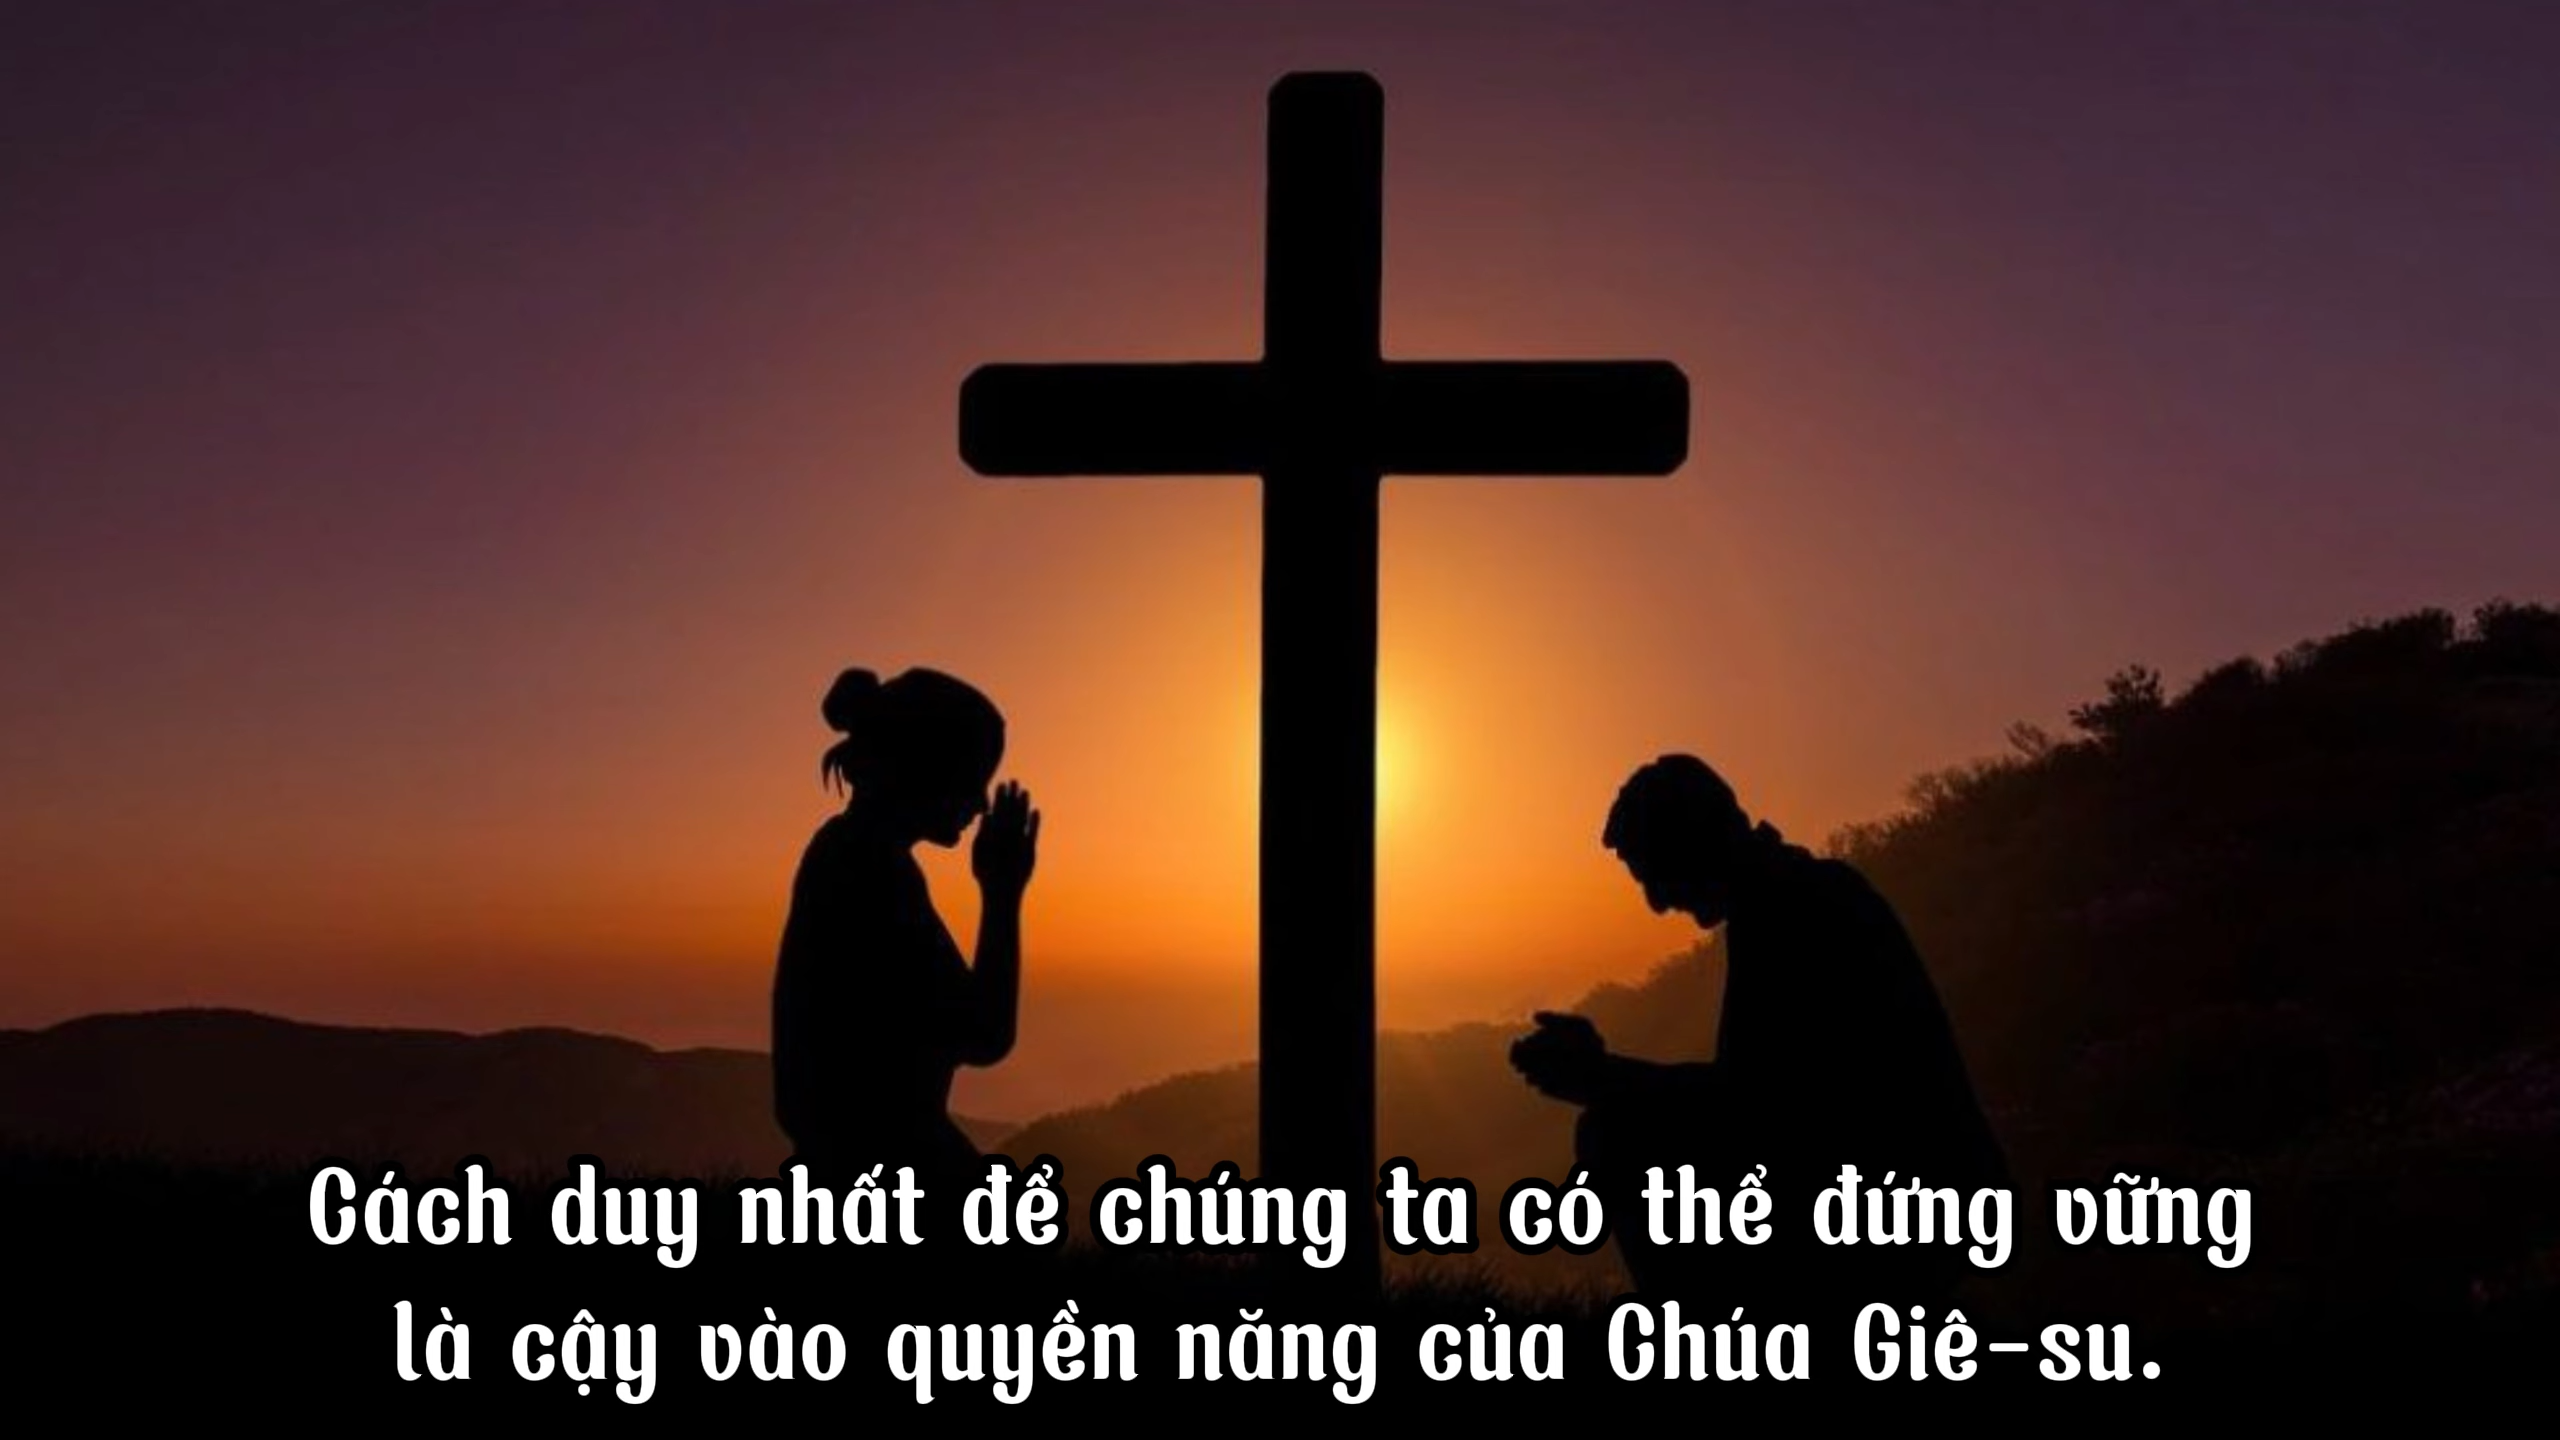 Cách duy nhất để chúng ta có thể đứng vững
là cậy vào quyền năng của Chúa Giê-su.